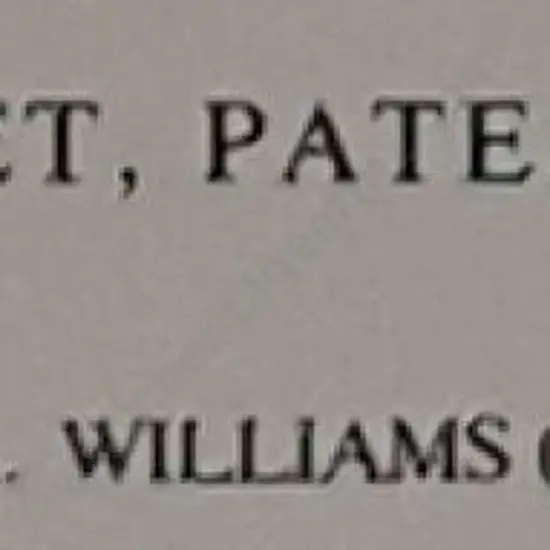 ET, PATE
. WILLIAMS (